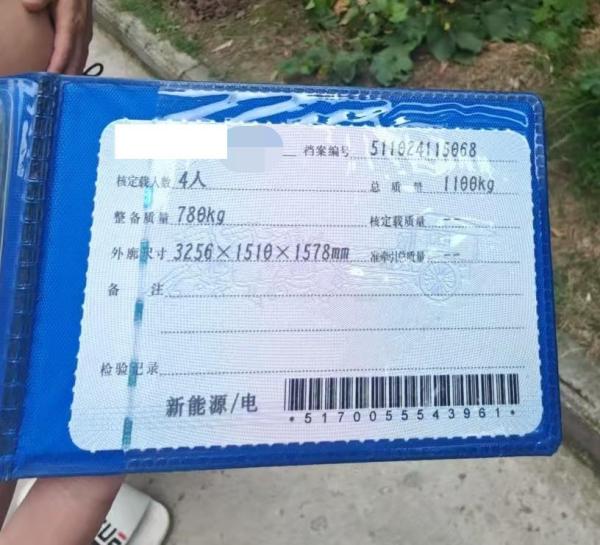 档案编号 511024115068
核定载人数 4人 总质量 1100kg
整备质量 780kg 核定载质量 --
外廓尺寸 3256×1510×1578mm 准牵引总质量 --
备 注
检验记录
新能源/电
*5170055543961*